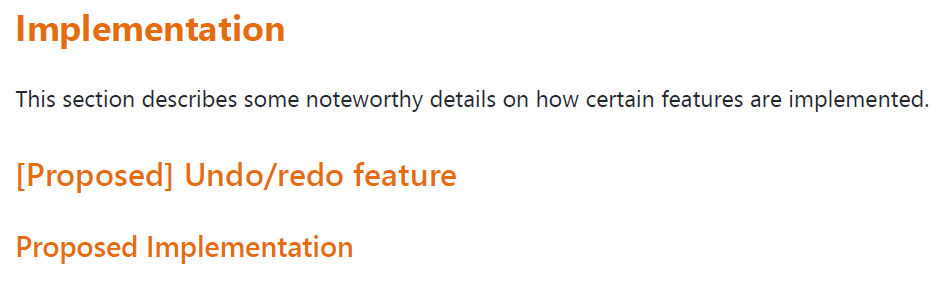 Implementation
This section describes some noteworthy details on how certain features are implemented.
[Proposed] Undo/redo feature
Proposed Implementation